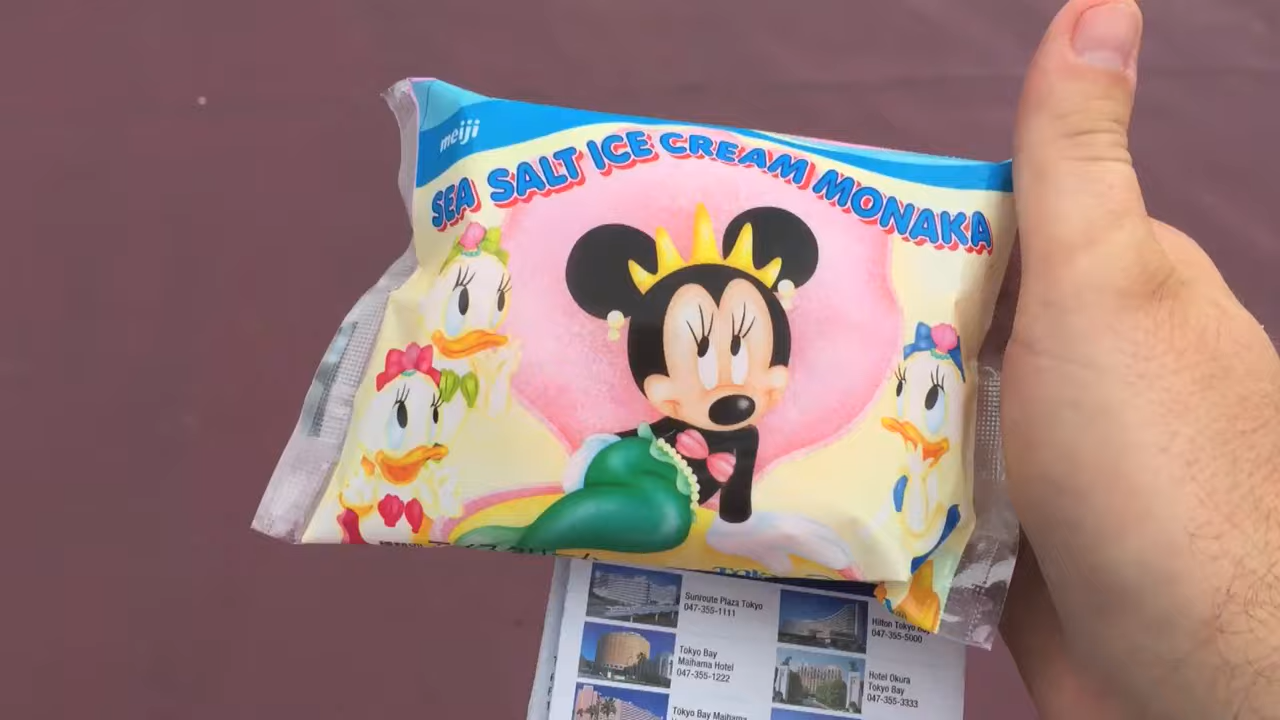 meiji
SEA SALT ICE CREAM MONAKA
Sunroute Plaza Tokyo
047-355-1111
Hilton Tokyo Bay
047-355-5000
Tokyo Bay
Maihama Hotel
047-355-1222
Hotel Okura
Tokyo Bay
047-355-3333
Tokyo Bay Maihama